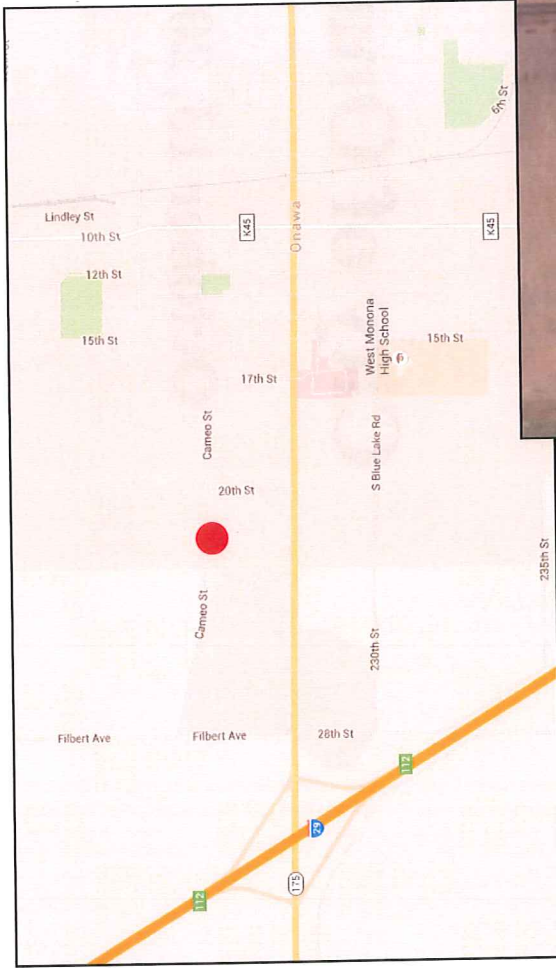 Lindley St
10th St
K45
Onawa
K45
6th St
12th St
15th St
West Monona
High School
15th St
17th St
Cameo St
S Blue Lake Rd
20th St
235th St
Cameo St
230th St
Filbert Ave
Filbert Ave
28th St
112
29
175
112